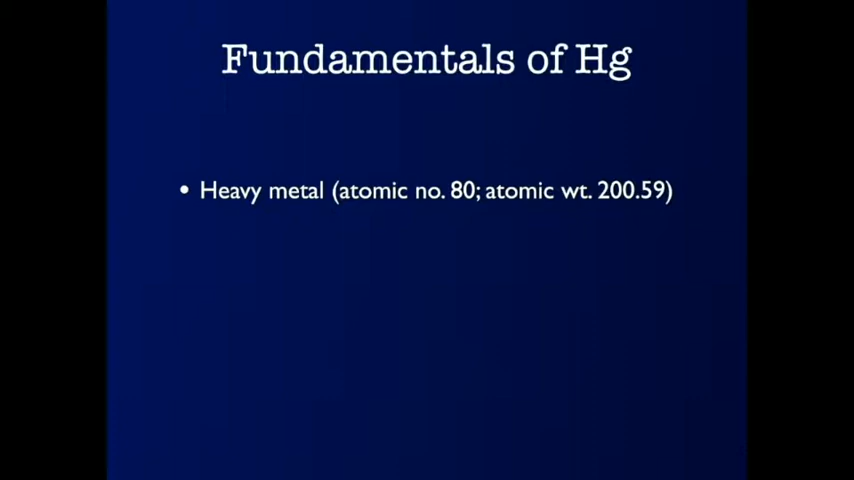 Fundamentals of Hg
• Heavy metal (atomic no. 80; atomic wt. 200.59)